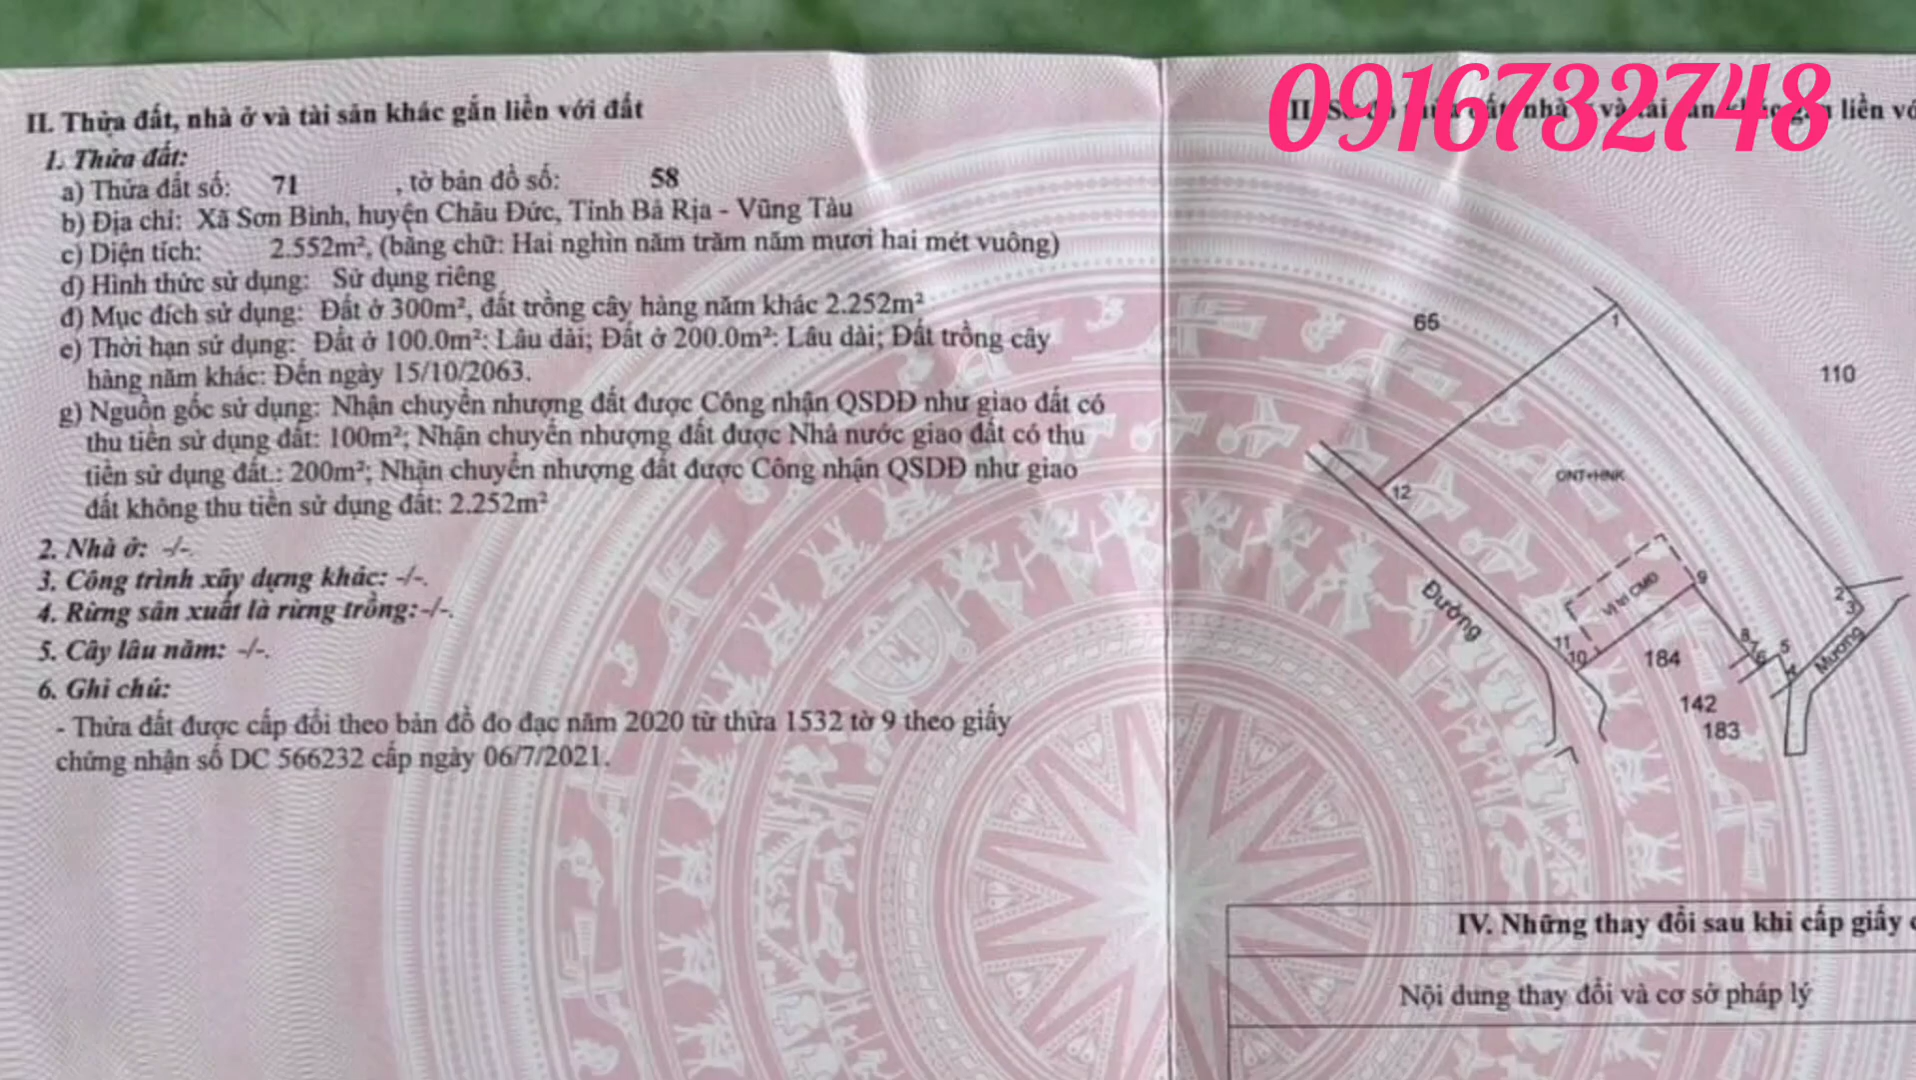 II. Thửa đất, nhà ở và tài sản khác gắn liền với đất
1. Thửa đất:
a) Thửa đất số: 71 , tờ bản đồ số: 58
b) Địa chỉ: Xã Sơn Bình, huyện Châu Đức, Tỉnh Bà Rịa - Vũng Tàu
c) Diện tích: 2.552m², (bằng chữ: Hai nghìn năm trăm năm mươi hai mét vuông)
d) Hình thức sử dụng: Sử dụng riêng
đ) Mục đích sử dụng: Đất ở 300m², đất trồng cây hàng năm khác 2.252m²
e) Thời hạn sử dụng: Đất ở 100.0m²: Lâu dài; Đất ở 200.0m²: Lâu dài; Đất trồng cây
hàng năm khác: Đến ngày 15/10/2063.
g) Nguồn gốc sử dụng: Nhận chuyển nhượng đất được Công nhận QSDĐ như giao đất có
thu tiền sử dụng đất: 100m²; Nhận chuyển nhượng đất được Nhà nước giao đất có thu
tiền sử dụng đất.: 200m²; Nhận chuyển nhượng đất được Công nhận QSDĐ như giao
đất không thu tiền sử dụng đất: 2.252m²
2. Nhà ở: -/-.
3. Công trình xây dựng khác: -/-.
4. Rừng sản xuất là rừng trồng:-/-.
5. Cây lâu năm: -/-.
6. Ghi chú:
- Thửa đất được cấp đổi theo bản đồ đo đạc năm 2020 từ thửa 1532 tờ 9 theo giấy
chứng nhận số DC 566232 cấp ngày 06/7/2021.
0916732748
liền
65
1
110
12
ONT+HNK
Đường
Vị trí CMĐ
9
2
3
11
10
184
8
5
4
Mương
142
183
IV. Những thay đổi sau khi cấp giấy
Nội dung thay đổi và cơ sở pháp lý